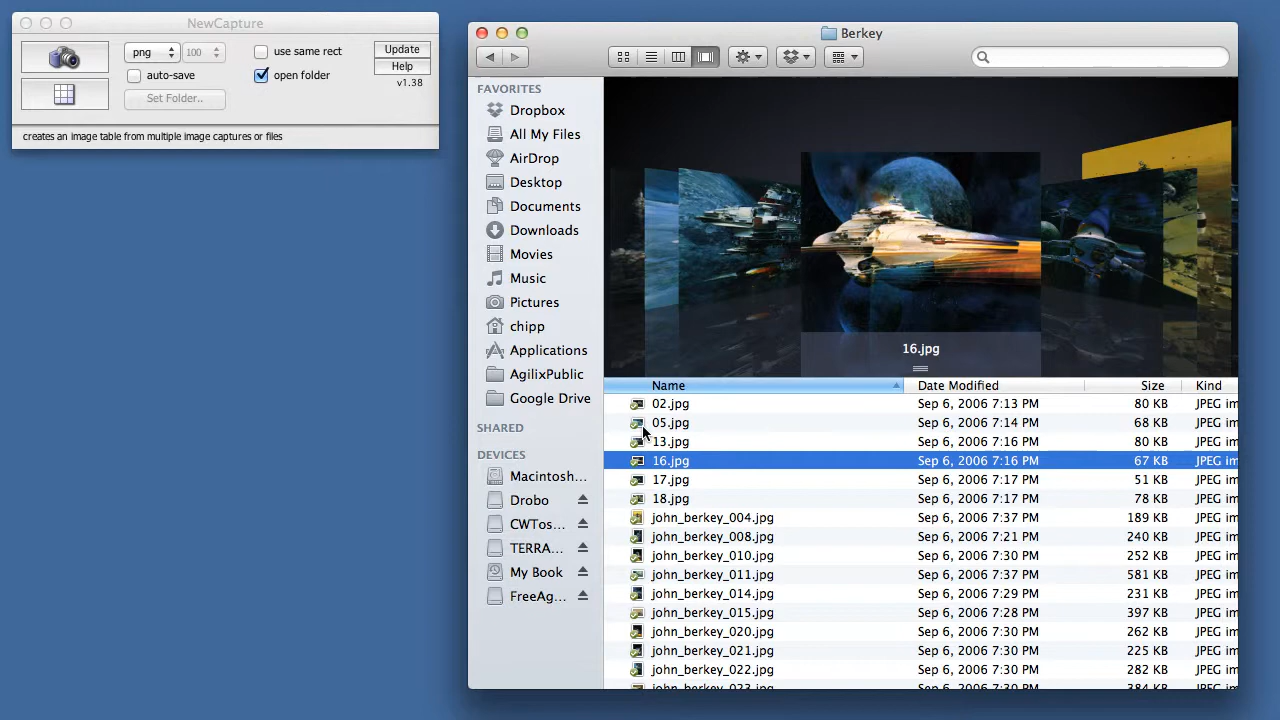 NewCapture
png
100
use same rect
Update
auto-save
open folder
Help
Set Folder..
v1.38
creates an image table from multiple image captures or files
Berkey
FAVORITES
Dropbox
All My Files
AirDrop
Desktop
Documents
Downloads
Movies
Music
Pictures
chipp
Applications
AgilixPublic
Google Drive
SHARED
DEVICES
Macintosh...
Drobo
CWTos...
TERRA...
My Book
FreeAg...
16.jpg
Name Date Modified Size Kind
02.jpg Sep 6, 2006 7:13 PM 80 KB JPEG im
05.jpg Sep 6, 2006 7:14 PM 68 KB JPEG im
13.jpg Sep 6, 2006 7:16 PM 80 KB JPEG im
16.jpg Sep 6, 2006 7:16 PM 67 KB JPEG im
17.jpg Sep 6, 2006 7:17 PM 51 KB JPEG im
18.jpg Sep 6, 2006 7:17 PM 78 KB JPEG im
john_berkey_004.jpg Sep 6, 2006 7:37 PM 189 KB JPEG im
john_berkey_008.jpg Sep 6, 2006 7:21 PM 240 KB JPEG im
john_berkey_010.jpg Sep 6, 2006 7:30 PM 252 KB JPEG im
john_berkey_011.jpg Sep 6, 2006 7:37 PM 581 KB JPEG im
john_berkey_014.jpg Sep 6, 2006 7:29 PM 231 KB JPEG im
john_berkey_015.jpg Sep 6, 2006 7:28 PM 397 KB JPEG im
john_berkey_020.jpg Sep 6, 2006 7:30 PM 262 KB JPEG im
john_berkey_021.jpg Sep 6, 2006 7:30 PM 225 KB JPEG im
john_berkey_022.jpg Sep 6, 2006 7:30 PM 282 KB JPEG im
john_berkey_023.jpg Sep 6, 2006 7:30 PM 384 KB JPEG im